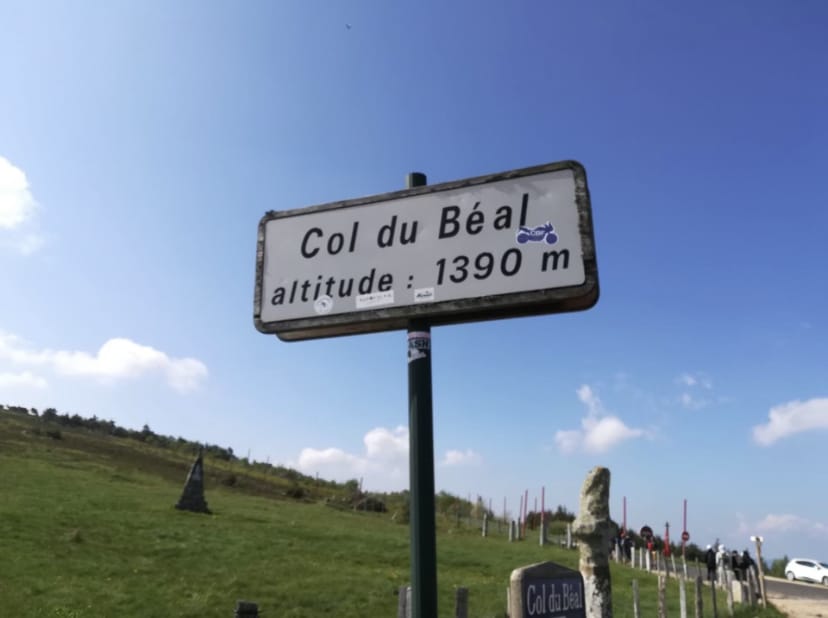 Col du Béal
altitude : 1390 m
Col du Béal